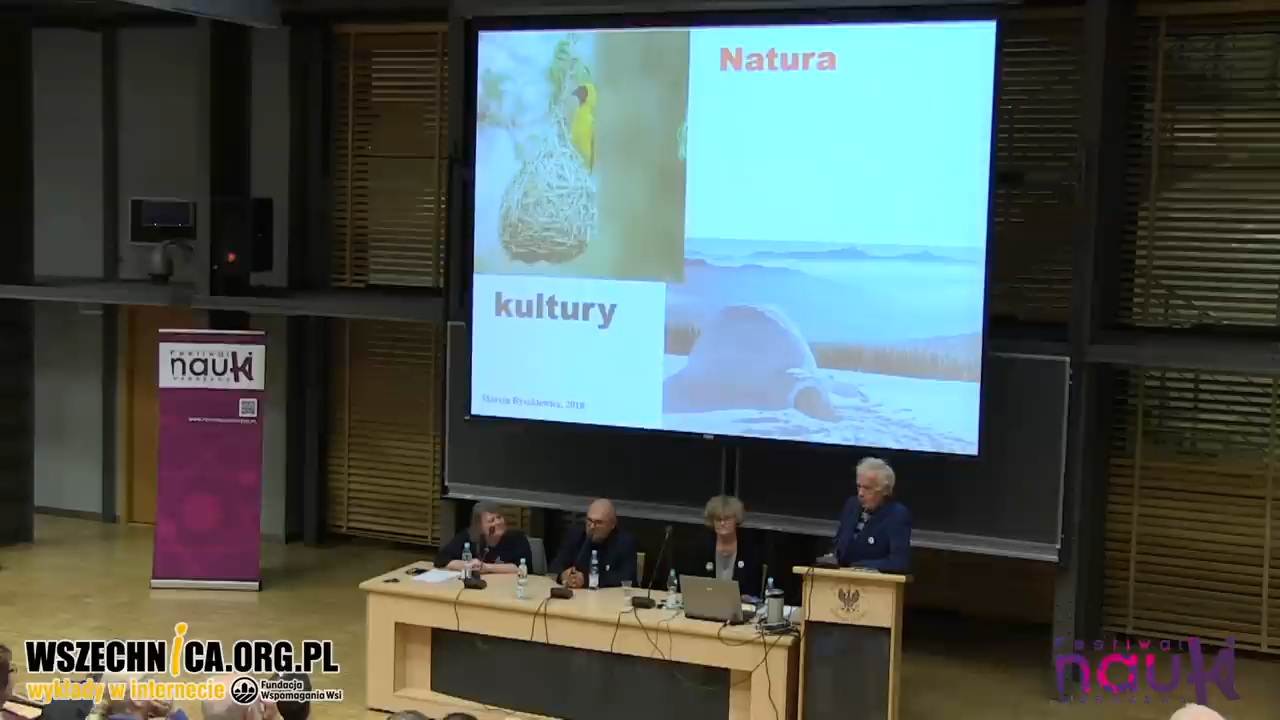 Natura
kultury
Marcin Ryszkiewicz, 2018
Festiwal
nauki
WSZECHNICA.ORG.PL
wykłady w internecie
Fundacja
Wspomagania Wsi
Festiwal
nauki